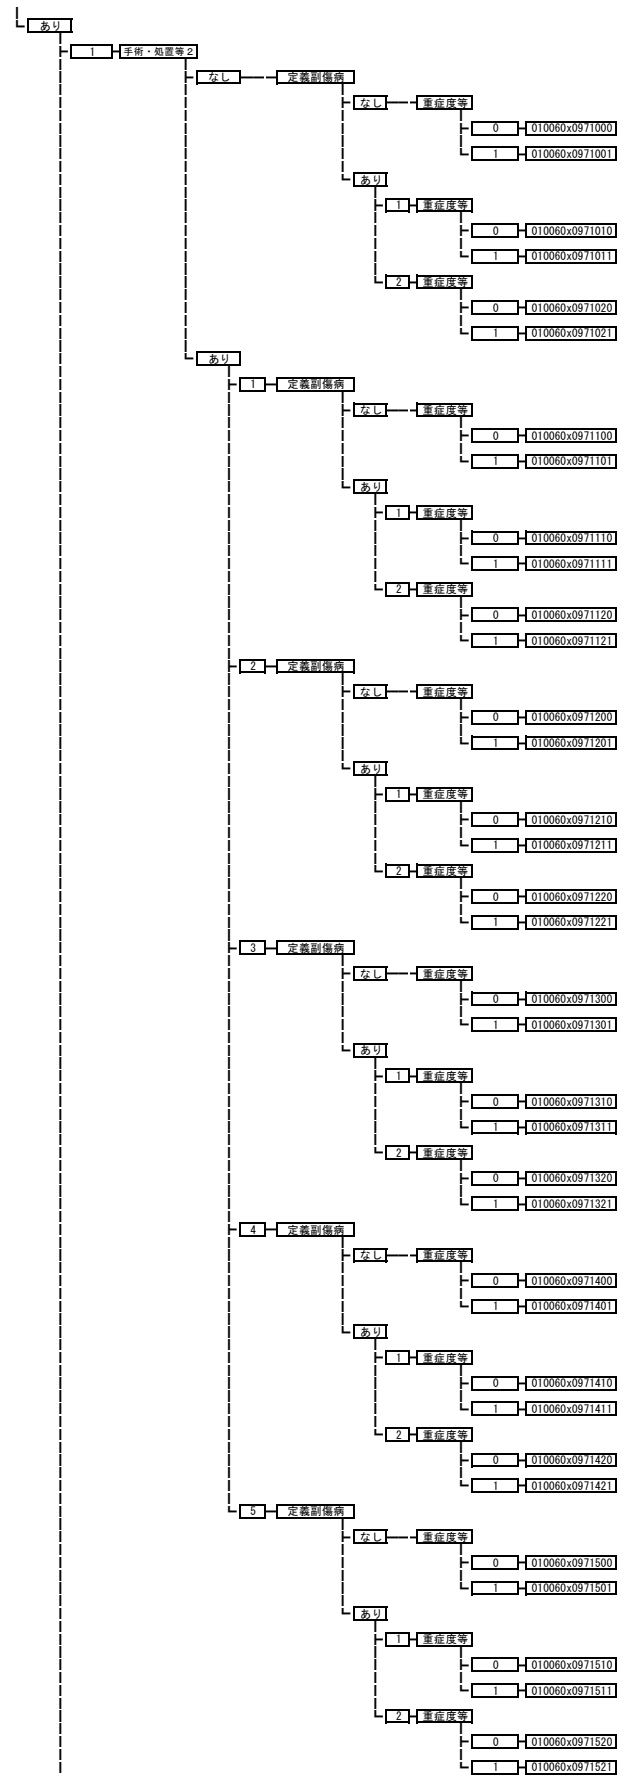 あり
1 手術・処置等２
なし 定義副傷病
なし 重症度等
0 010060x0971000
1 010060x0971001
あり
1 重症度等
0 010060x0971010
1 010060x0971011
2 重症度等
0 010060x0971020
1 010060x0971021
あり
1 定義副傷病
なし 重症度等
0 010060x0971100
1 010060x0971101
あり
1 重症度等
0 010060x0971110
1 010060x0971111
2 重症度等
0 010060x0971120
1 010060x0971121
2 定義副傷病
なし 重症度等
0 010060x0971200
1 010060x0971201
あり
1 重症度等
0 010060x0971210
1 010060x0971211
2 重症度等
0 010060x0971220
1 010060x0971221
3 定義副傷病
なし 重症度等
0 010060x0971300
1 010060x0971301
あり
1 重症度等
0 010060x0971310
1 010060x0971311
2 重症度等
0 010060x0971320
1 010060x0971321
4 定義副傷病
なし 重症度等
0 010060x0971400
1 010060x0971401
あり
1 重症度等
0 010060x0971410
1 010060x0971411
2 重症度等
0 010060x0971420
1 010060x0971421
5 定義副傷病
なし 重症度等
0 010060x0971500
1 010060x0971501
あり
1 重症度等
0 010060x0971510
1 010060x0971511
2 重症度等
0 010060x0971520
1 010060x0971521